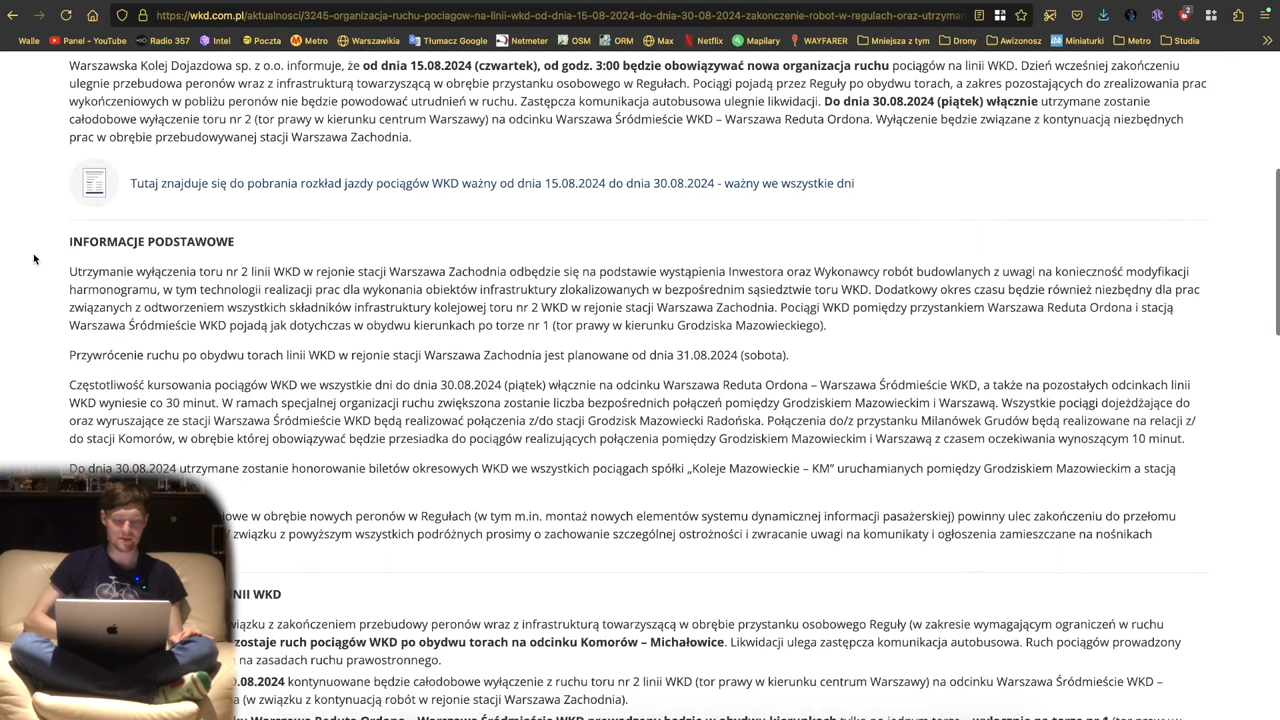 https://wkd.com.pl/aktualnosci/3245-organizacja-ruchu-pociagow-na-linii-wkd-od-dnia-15-08-2024-do-dnia-30-08-2024-zakonczenie-robot-w-regulach-oraz-utrzyman
2
Walle Panel - YouTube Radio 357 Intel Poczta Metro Warszawikia Tłumacz Google Netmeter OSM ORM Max Netflix Mapilary WAYFARER Mniejsza z tym Drony Awizonosz Miniaturki Metro Studia
Warszawska Kolej Dojazdowa sp. z o.o. informuje, że od dnia 15.08.2024 (czwartek), od godz. 3:00 będzie obowiązywać nowa organizacja ruchu pociągów na linii WKD. Dzień wcześniej zakończeniu
ulegnie przebudowa peronów wraz z infrastrukturą towarzyszącą w obrębie przystanku osobowego w Regułach. Pociągi pojadą przez Reguły po obydwu torach, a zakres pozostających do zrealizowania prac
wykończeniowych w pobliżu peronów nie będzie powodować utrudnień w ruchu. Zastępcza komunikacja autobusowa ulegnie likwidacji. Do dnia 30.08.2024 (piątek) włącznie utrzymane zostanie
całodobowe wyłączenie toru nr 2 (tor prawy w kierunku centrum Warszawy) na odcinku Warszawa Śródmieście WKD – Warszawa Reduta Ordona. Wyłączenie będzie związane z kontynuacją niezbędnych
prac w obrębie przebudowywanej stacji Warszawa Zachodnia.
Tutaj znajduje się do pobrania rozkład jazdy pociągów WKD ważny od dnia 15.08.2024 do dnia 30.08.2024 - ważny we wszystkie dni
INFORMACJE PODSTAWOWE
Utrzymanie wyłączenia toru nr 2 linii WKD w rejonie stacji Warszawa Zachodnia odbędzie się na podstawie wystąpienia Inwestora oraz Wykonawcy robót budowlanych z uwagi na konieczność modyfikacji
harmonogramu, w tym technologii realizacji prac dla wykonania obiektów infrastruktury zlokalizowanych w bezpośrednim sąsiedztwie toru WKD. Dodatkowy okres czasu będzie również niezbędny dla prac
związanych z odtworzeniem wszystkich składników infrastruktury kolejowej toru nr 2 WKD w rejonie stacji Warszawa Zachodnia. Pociągi WKD pomiędzy przystankiem Warszawa Reduta Ordona i stacją
Warszawa Śródmieście WKD pojadą jak dotychczas w obydwu kierunkach po torze nr 1 (tor prawy w kierunku Grodziska Mazowieckiego).
Przywrócenie ruchu po obydwu torach linii WKD w rejonie stacji Warszawa Zachodnia jest planowane od dnia 31.08.2024 (sobota).
Częstotliwość kursowania pociągów WKD we wszystkie dni do dnia 30.08.2024 (piątek) włącznie na odcinku Warszawa Reduta Ordona – Warszawa Śródmieście WKD, a także na pozostałych odcinkach linii
WKD wyniesie co 30 minut. W ramach specjalnej organizacji ruchu zwiększona zostanie liczba bezpośrednich połączeń pomiędzy Grodziskiem Mazowieckim i Warszawą. Wszystkie pociągi dojeżdżające do
oraz wyruszające ze stacji Warszawa Śródmieście WKD będą realizować połączenia z/do stacji Grodzisk Mazowiecki Radońska. Połączenia do/z przystanku Milanówek Grudów będą realizowane na relacji z/
do stacji Komorów, w obrębie której obowiązywać będzie przesiadka do pociągów realizujących połączenia pomiędzy Grodziskiem Mazowieckim i Warszawą z czasem oczekiwania wynoszącym 10 minut.
Do dnia 30.08.2024 utrzymane zostanie honorowanie biletów okresowych WKD we wszystkich pociągach spółki „Koleje Mazowieckie – KM” uruchamianych pomiędzy Grodziskiem Mazowieckim a stacją
owe w obrębie nowych peronów w Regułach (w tym m.in. montaż nowych elementów systemu dynamicznej informacji pasażerskiej) powinny ulec zakończeniu do przełomu
związku z powyższym wszystkich podróżnych prosimy o zachowanie szczególnej ostrożności i zwracanie uwagi na komunikaty i ogłoszenia zamieszczane na nośnikach
NII WKD
wiązku z zakończeniem przebudowy peronów wraz z infrastrukturą towarzyszącą w obrębie przystanku osobowego Reguły (w zakresie wymagającym ograniczeń w ruchu
zostaje ruch pociągów WKD po obydwu torach na odcinku Komorów – Michałowice. Likwidacji ulega zastępcza komunikacja autobusowa. Ruch pociągów prowadzony
na zasadach ruchu prawostronnego.
0.08.2024 kontynuowane będzie całodobowe wyłączenie z ruchu toru nr 2 linii WKD (tor prawy w kierunku centrum Warszawy) na odcinku Warszawa Śródmieście WKD –
a (w związku z kontynuacją robót w rejonie stacji Warszawa Zachodnia).